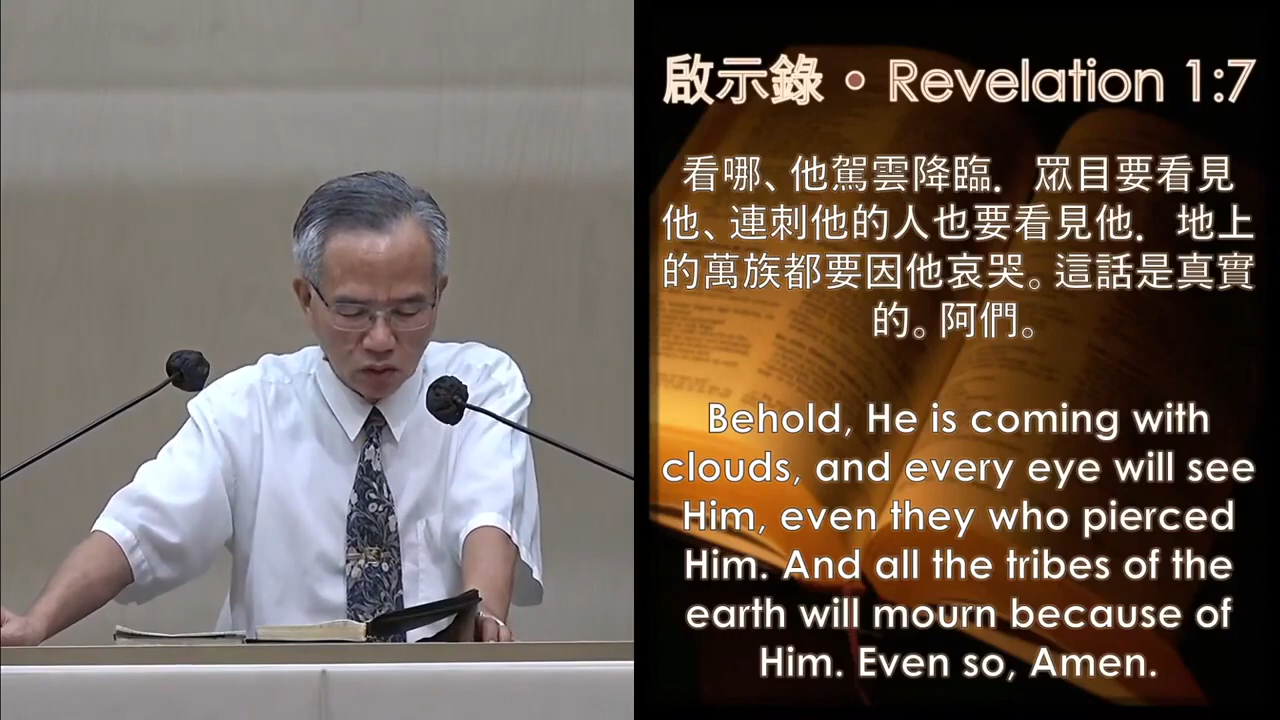 啟示錄 • Revelation 1:7
看哪、他駕雲降臨． 眾目要看見
他、連刺他的人也要看見他． 地上
的萬族都要因他哀哭。這話是真實
的。阿們。
Behold, He is coming with
clouds, and every eye will see
Him, even they who pierced
Him. And all the tribes of the
earth will mourn because of
Him. Even so, Amen.